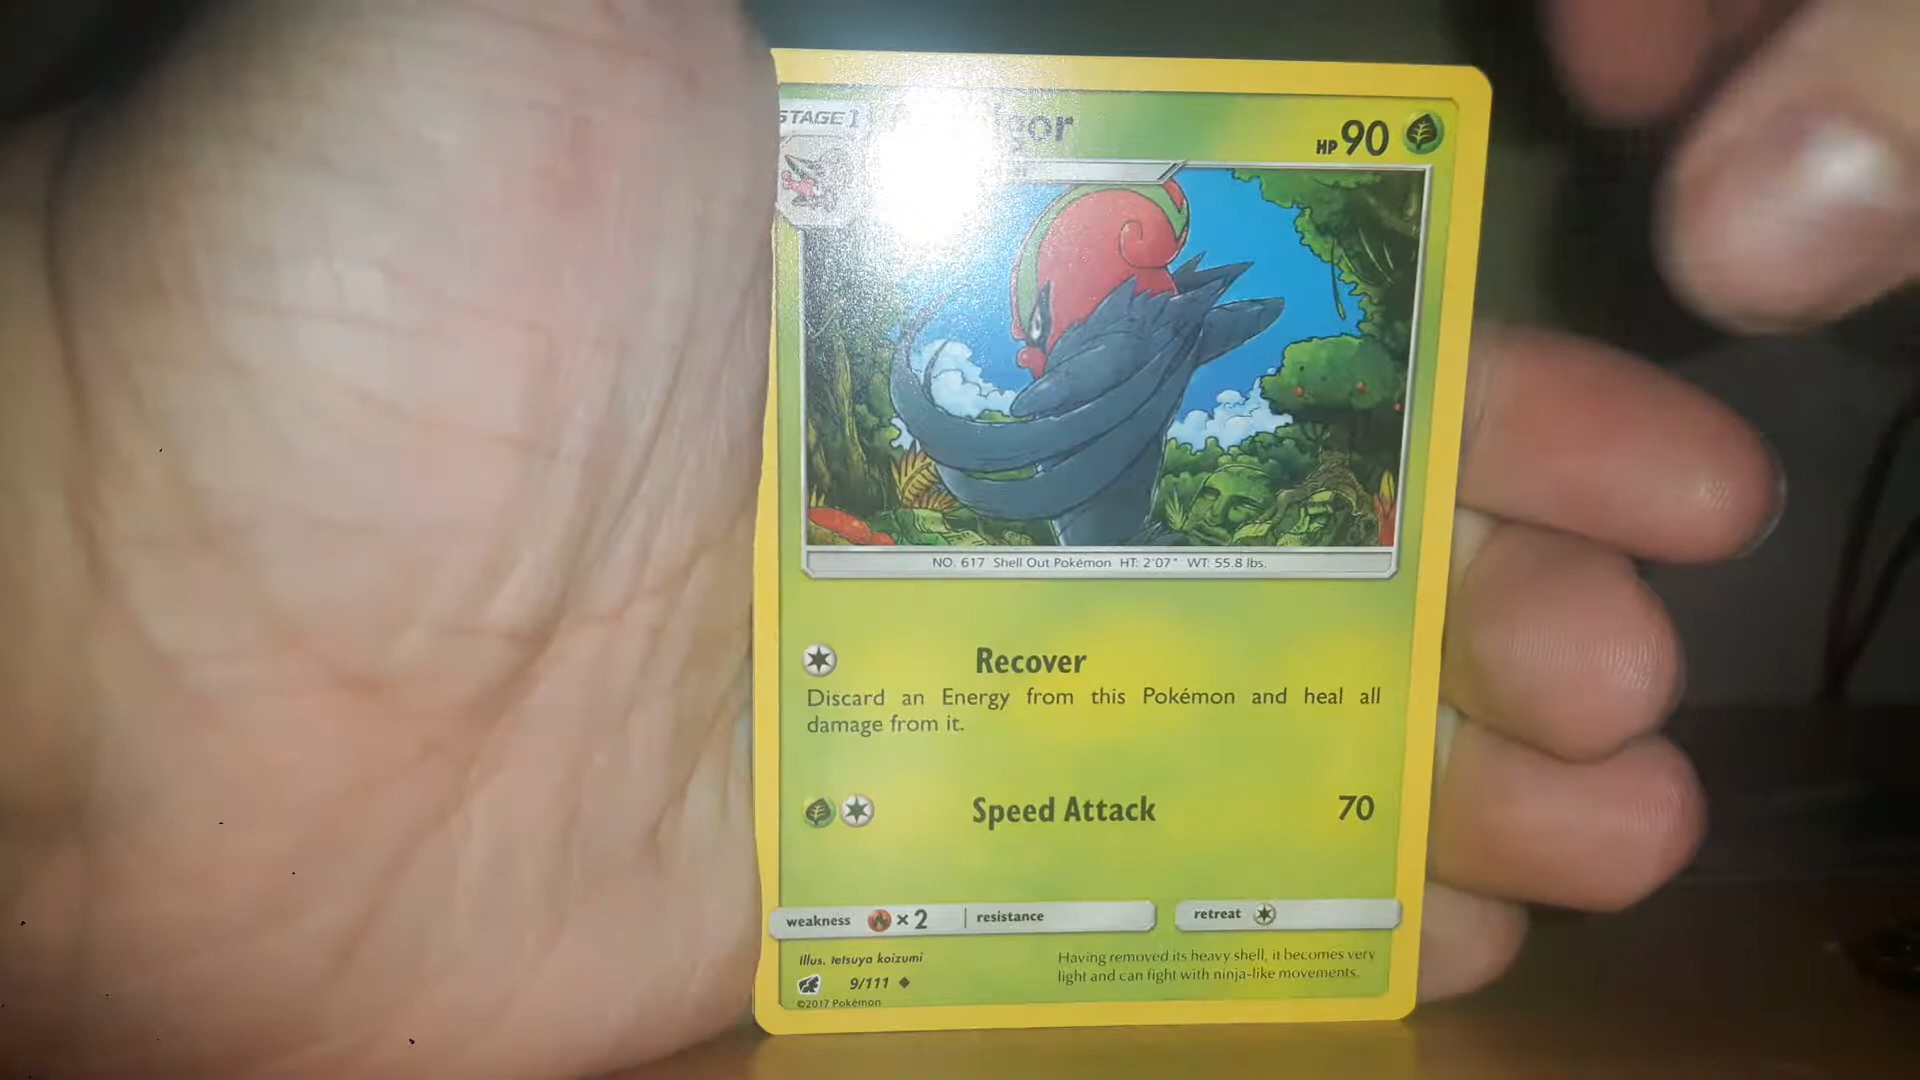 STAGE 1
HP 90
NO. 617 Shell Out Pokémon HT: 2'07" WT: 55.8 lbs.
Recover
Discard an Energy from this Pokémon and heal all
damage from it.
Speed Attack 70
weakness ×2 resistance retreat
Illus. tetsuya koizumi
Having removed its heavy shell, it becomes very
light and can fight with ninja-like movements.
9/111
©2017 Pokémon